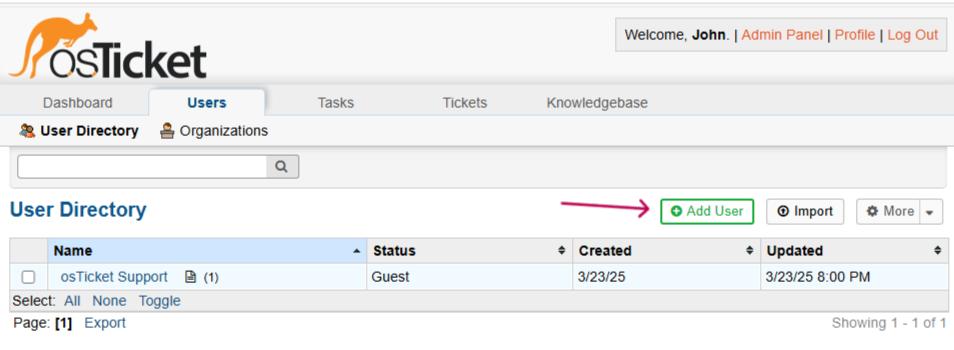 osTicket
Welcome, John. | Admin Panel | Profile | Log Out
Dashboard Users Tasks Tickets Knowledgebase
User Directory Organizations
User Directory Add User Import More
Name Status Created Updated
osTicket Support (1) Guest 3/23/25 3/23/25 8:00 PM
Select: All None Toggle
Page: [1] Export Showing 1 - 1 of 1